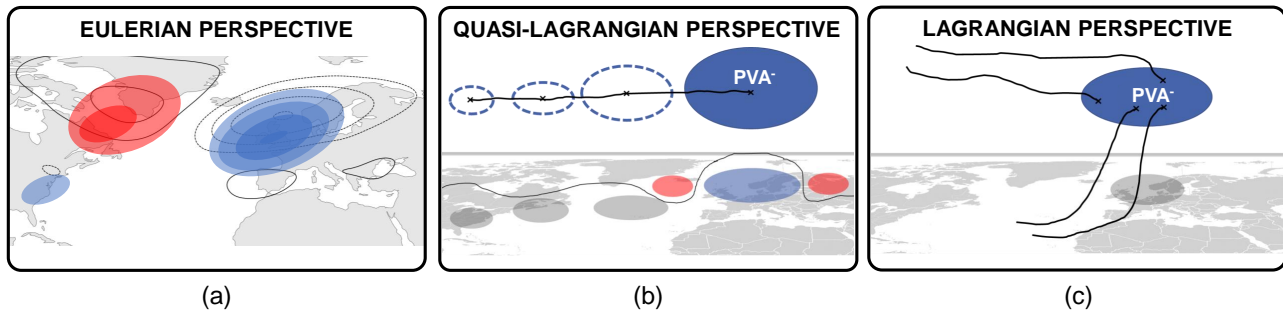 EULERIAN PERSPECTIVE
QUASI-LAGRANGIAN PERSPECTIVE
PVA⁻
LAGRANGIAN PERSPECTIVE
PVA⁻
(a)
(b)
(c)